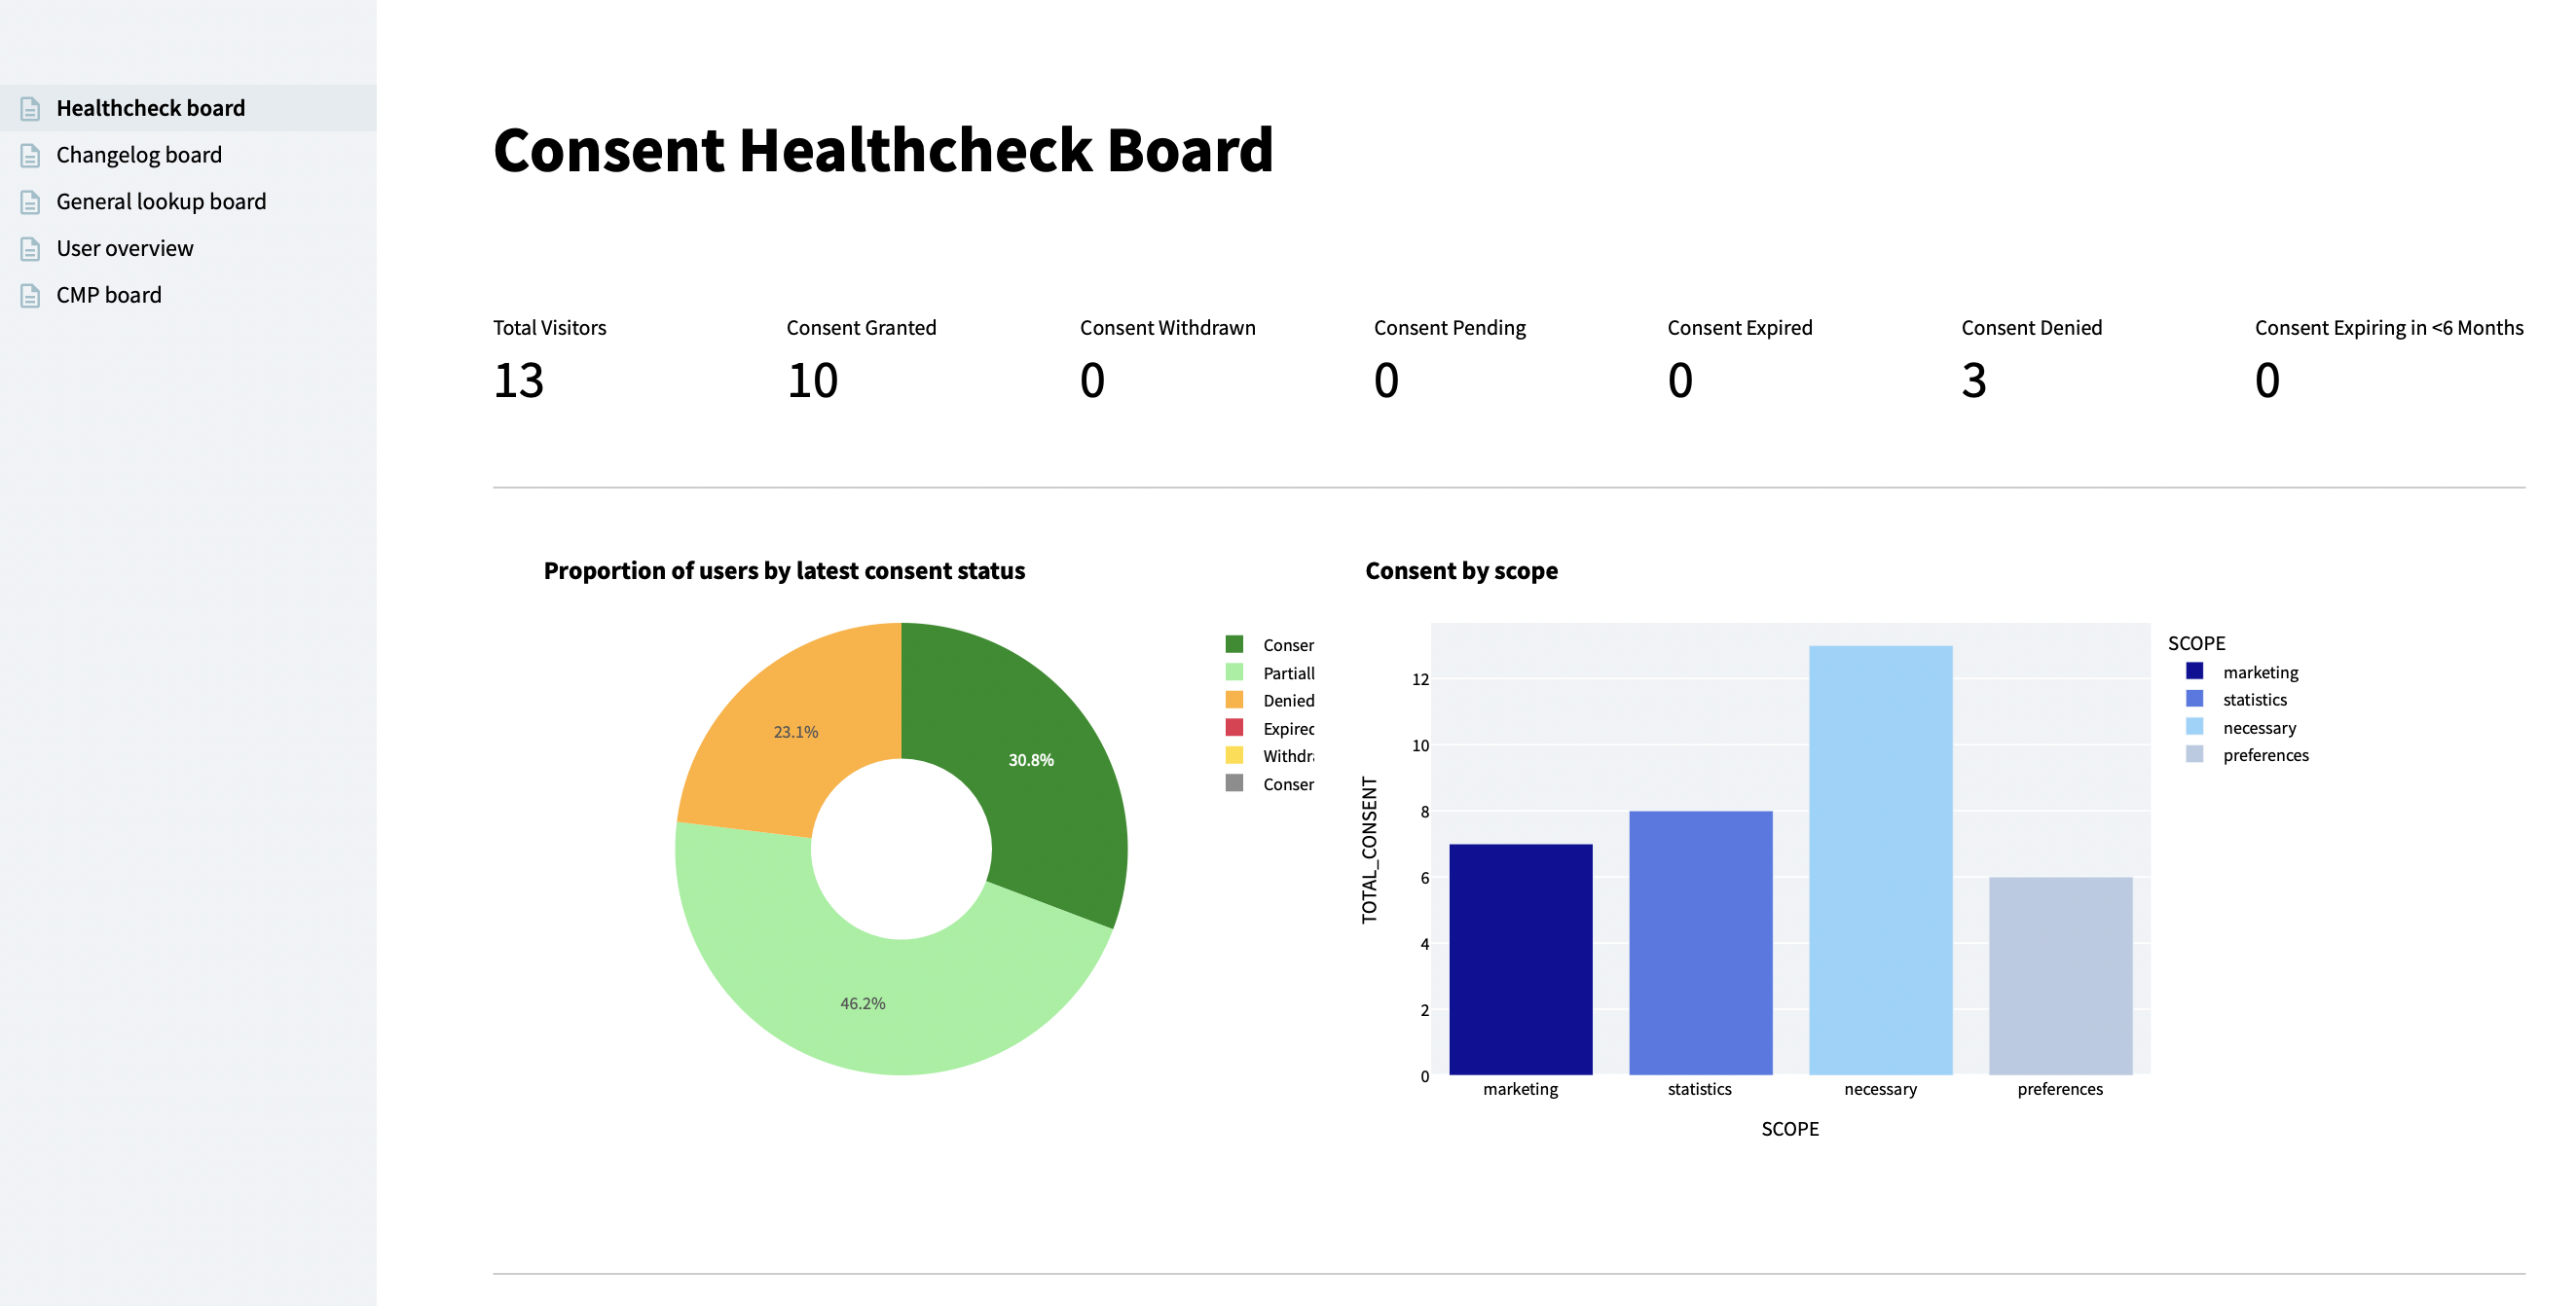 Healthcheck board
Changelog board
General lookup board
User overview
CMP board
Consent Healthcheck Board
Total Visitors
13
Consent Granted
10
Consent Withdrawn
0
Consent Pending
0
Consent Expired
0
Consent Denied
3
Consent Expiring in <6 Months
0
Proportion of users by latest consent status
23.1%
30.8%
46.2%
Conser
Partiall
Denied
Expirec
Withdr
Conser
Consent by scope
TOTAL_CONSENT
12
10
8
6
4
2
0
marketing
statistics
necessary
preferences
SCOPE
SCOPE
marketing
statistics
necessary
preferences